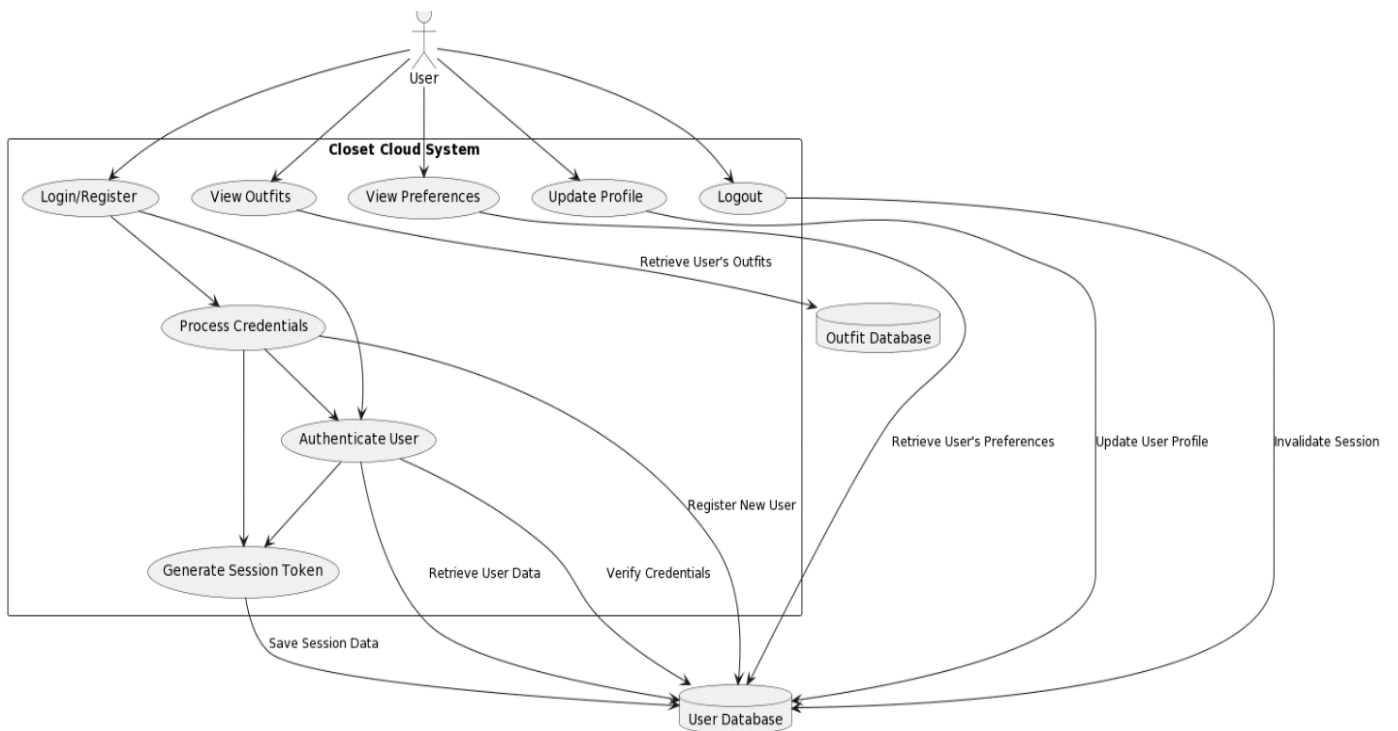 User
Closet Cloud System
Login/Register
View Outfits
View Preferences
Update Profile
Logout
Retrieve User's Outfits
Process Credentials
Outfit Database
Authenticate User
Retrieve User's Preferences
Update User Profile
Invalidate Session
Register New User
Generate Session Token
Retrieve User Data
Verify Credentials
Save Session Data
User Database